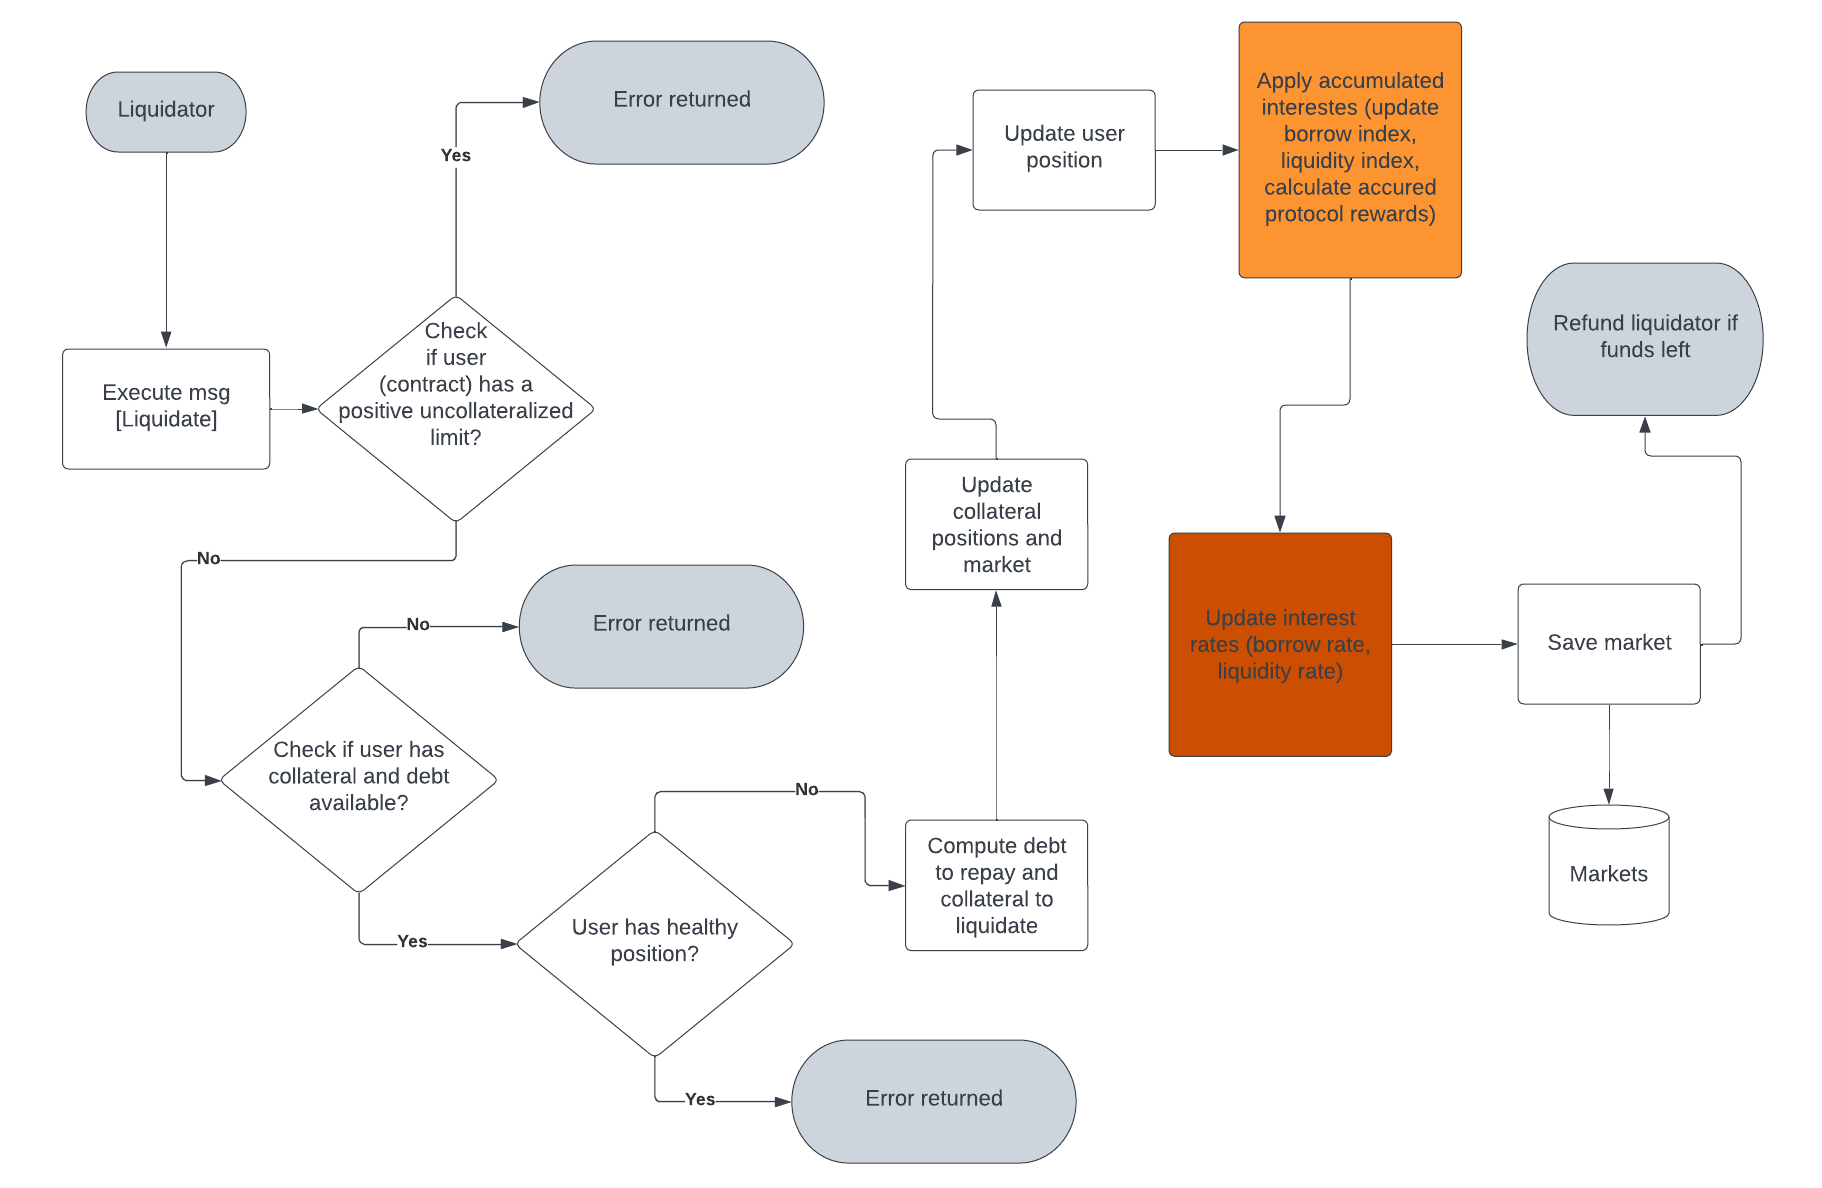 Liquidator
Execute msg
[Liquidate]
Check
if user
(contract) has a
positive uncollateralized
limit?
Yes
Error returned
No
Check if user has
collateral and debt
available?
No
Error returned
Yes
User has healthy
position?
Yes
Error returned
No
Compute debt
to repay and
collateral to
liquidate
Update
collateral
positions and
market
Update user
position
Apply accumulated
interestes (update
borrow index,
liquidity index,
calculate accured
protocol rewards)
Update interest
rates (borrow rate,
liquidity rate)
Save market
Markets
Refund liquidator if
funds left